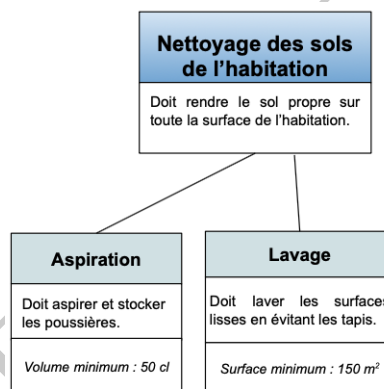 Nettoyage des sols
de l'habitation
Doit rendre le sol propre sur
toute la surface de l'habitation.
Aspiration
Doit aspirer et stocker
les poussières.
Volume minimum : 50 cl
Lavage
Doit laver les surfaces
lisses en évitant les tapis.
Surface minimum : 150 m²